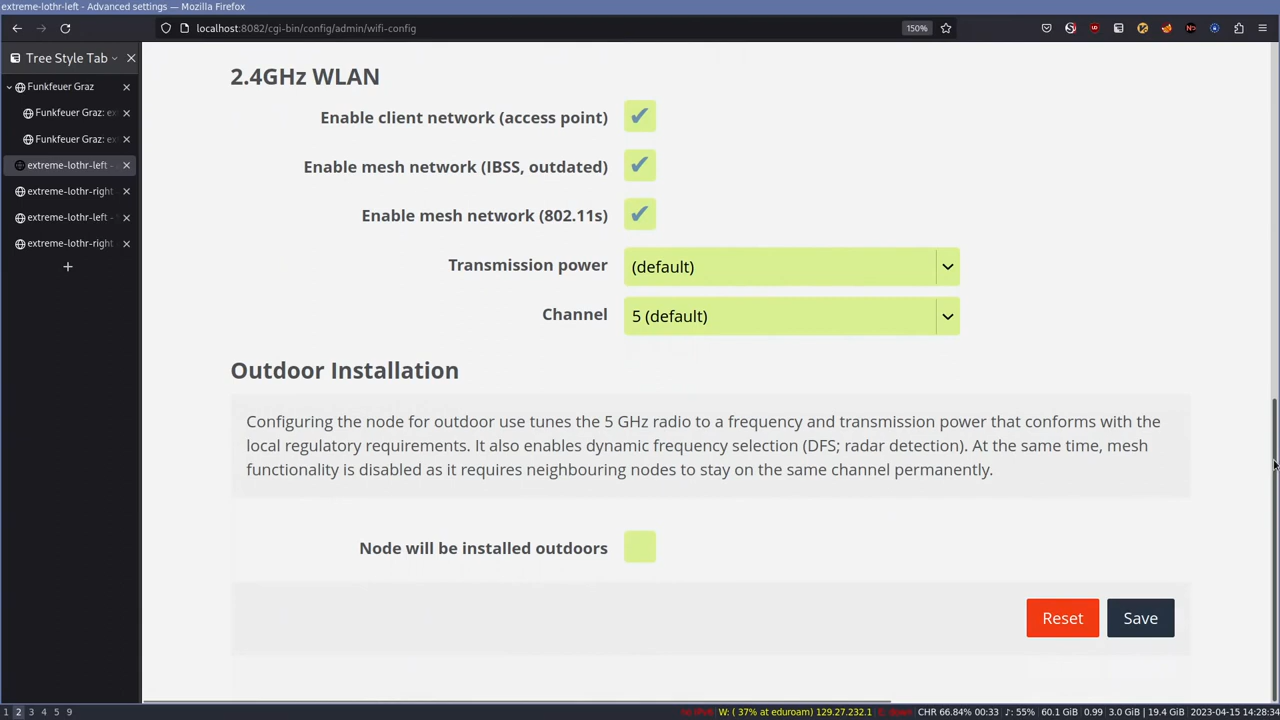 extreme-lothr-left - Advanced settings — Mozilla Firefox
localhost:8082/cgi-bin/config/admin/wifi-config
150%
Tree Style Tab
Funkfeuer Graz
Funkfeuer Graz: e
Funkfeuer Graz: e
extreme-lothr-left -
extreme-lothr-right
extreme-lothr-left -
extreme-lothr-right
2.4GHz WLAN
Enable client network (access point)
Enable mesh network (IBSS, outdated)
Enable mesh network (802.11s)
Transmission power
(default)
Channel
5 (default)
Outdoor Installation
Configuring the node for outdoor use tunes the 5 GHz radio to a frequency and transmission power that conforms with the
local regulatory requirements. It also enables dynamic frequency selection (DFS; radar detection). At the same time, mesh
functionality is disabled as it requires neighbouring nodes to stay on the same channel permanently.
Node will be installed outdoors
Reset
Save
1 2 3 4 5 9
no IPv6 W: ( 37% at eduroam) 129.27.232.1 E: down CHR 66.84% 00:33 ♪: 55% 60.1 GiB 0.99 3.0 GiB | 19.4 GiB 2023-04-15 14:28:34